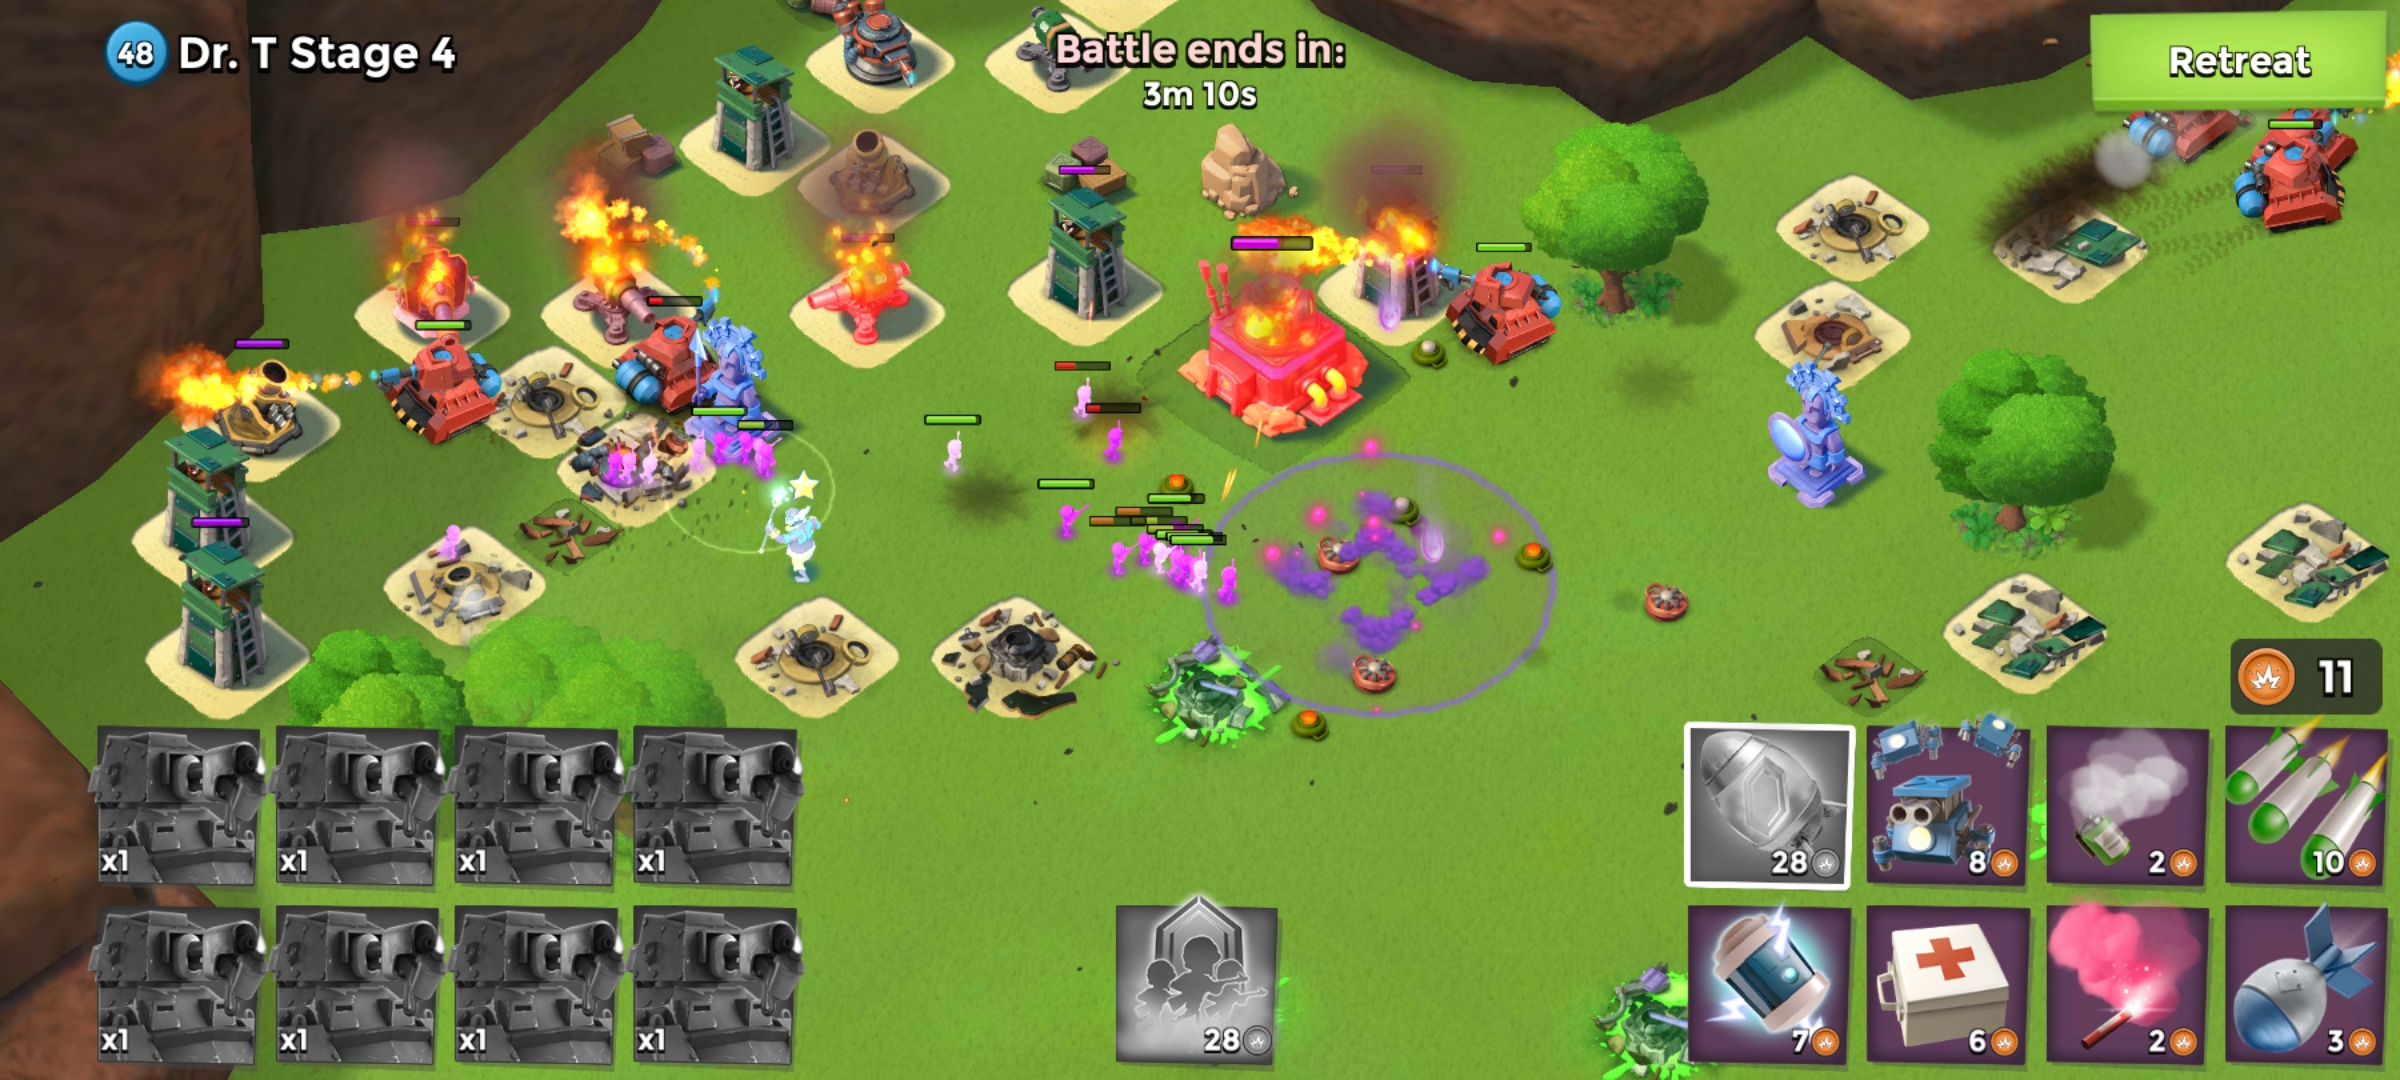 48 Dr. T Stage 4
Battle ends in:
3m 10s
Retreat
11
x1 x1 x1 x1
28 8 2 10
x1 x1 x1 x1
28
7 6 2 3